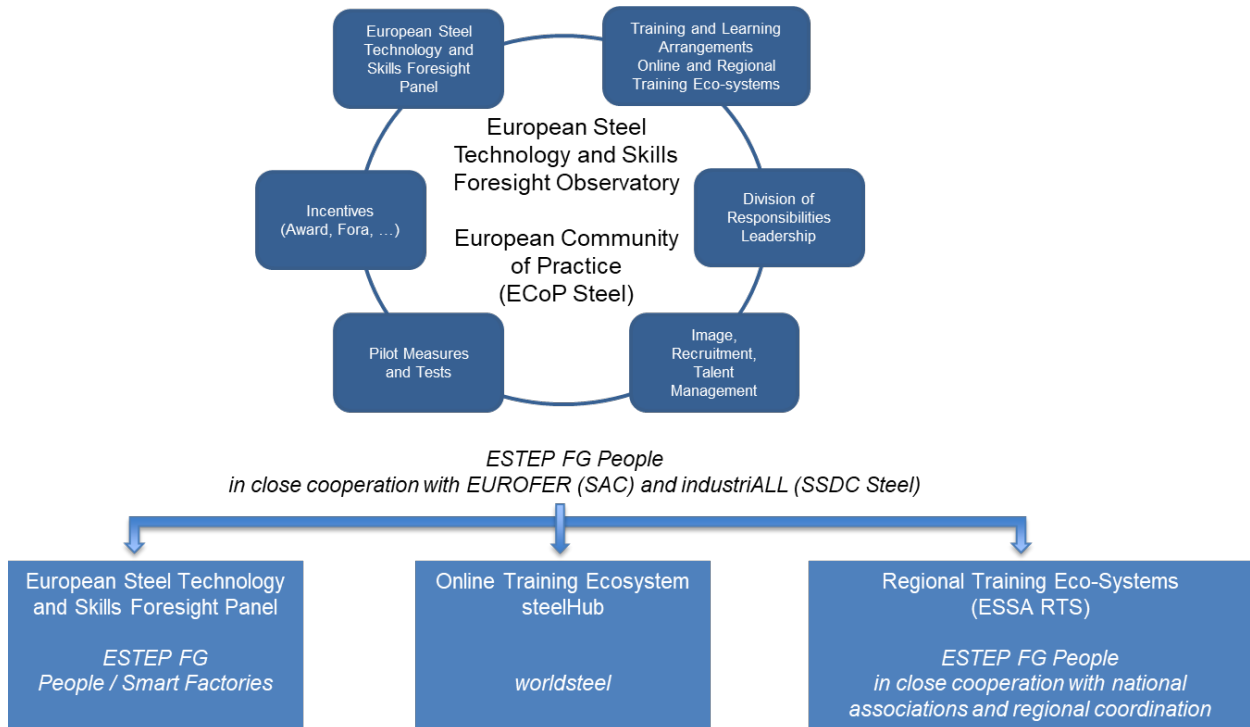 European Steel
Technology and
Skills Foresight
Panel
Training and Learning
Arrangements
Online and Regional
Training Eco-systems
European Steel
Technology and Skills
Foresight Observatory
Incentives
(Award, Fora, ...)
Division of
Responsibilities
Leadership
European Community
of Practice
(ECoP Steel)
Pilot Measures
and Tests
Image,
Recruitment,
Talent
Management
ESTEP FG People
in close cooperation with EUROFER (SAC) and industriALL (SSDC Steel)
European Steel Technology
and Skills Foresight Panel
ESTEP FG
People / Smart Factories
Online Training Ecosystem
steelHub
worldsteel
Regional Training Eco-Systems
(ESSA RTS)
ESTEP FG People
in close cooperation with national
associations and regional coordination